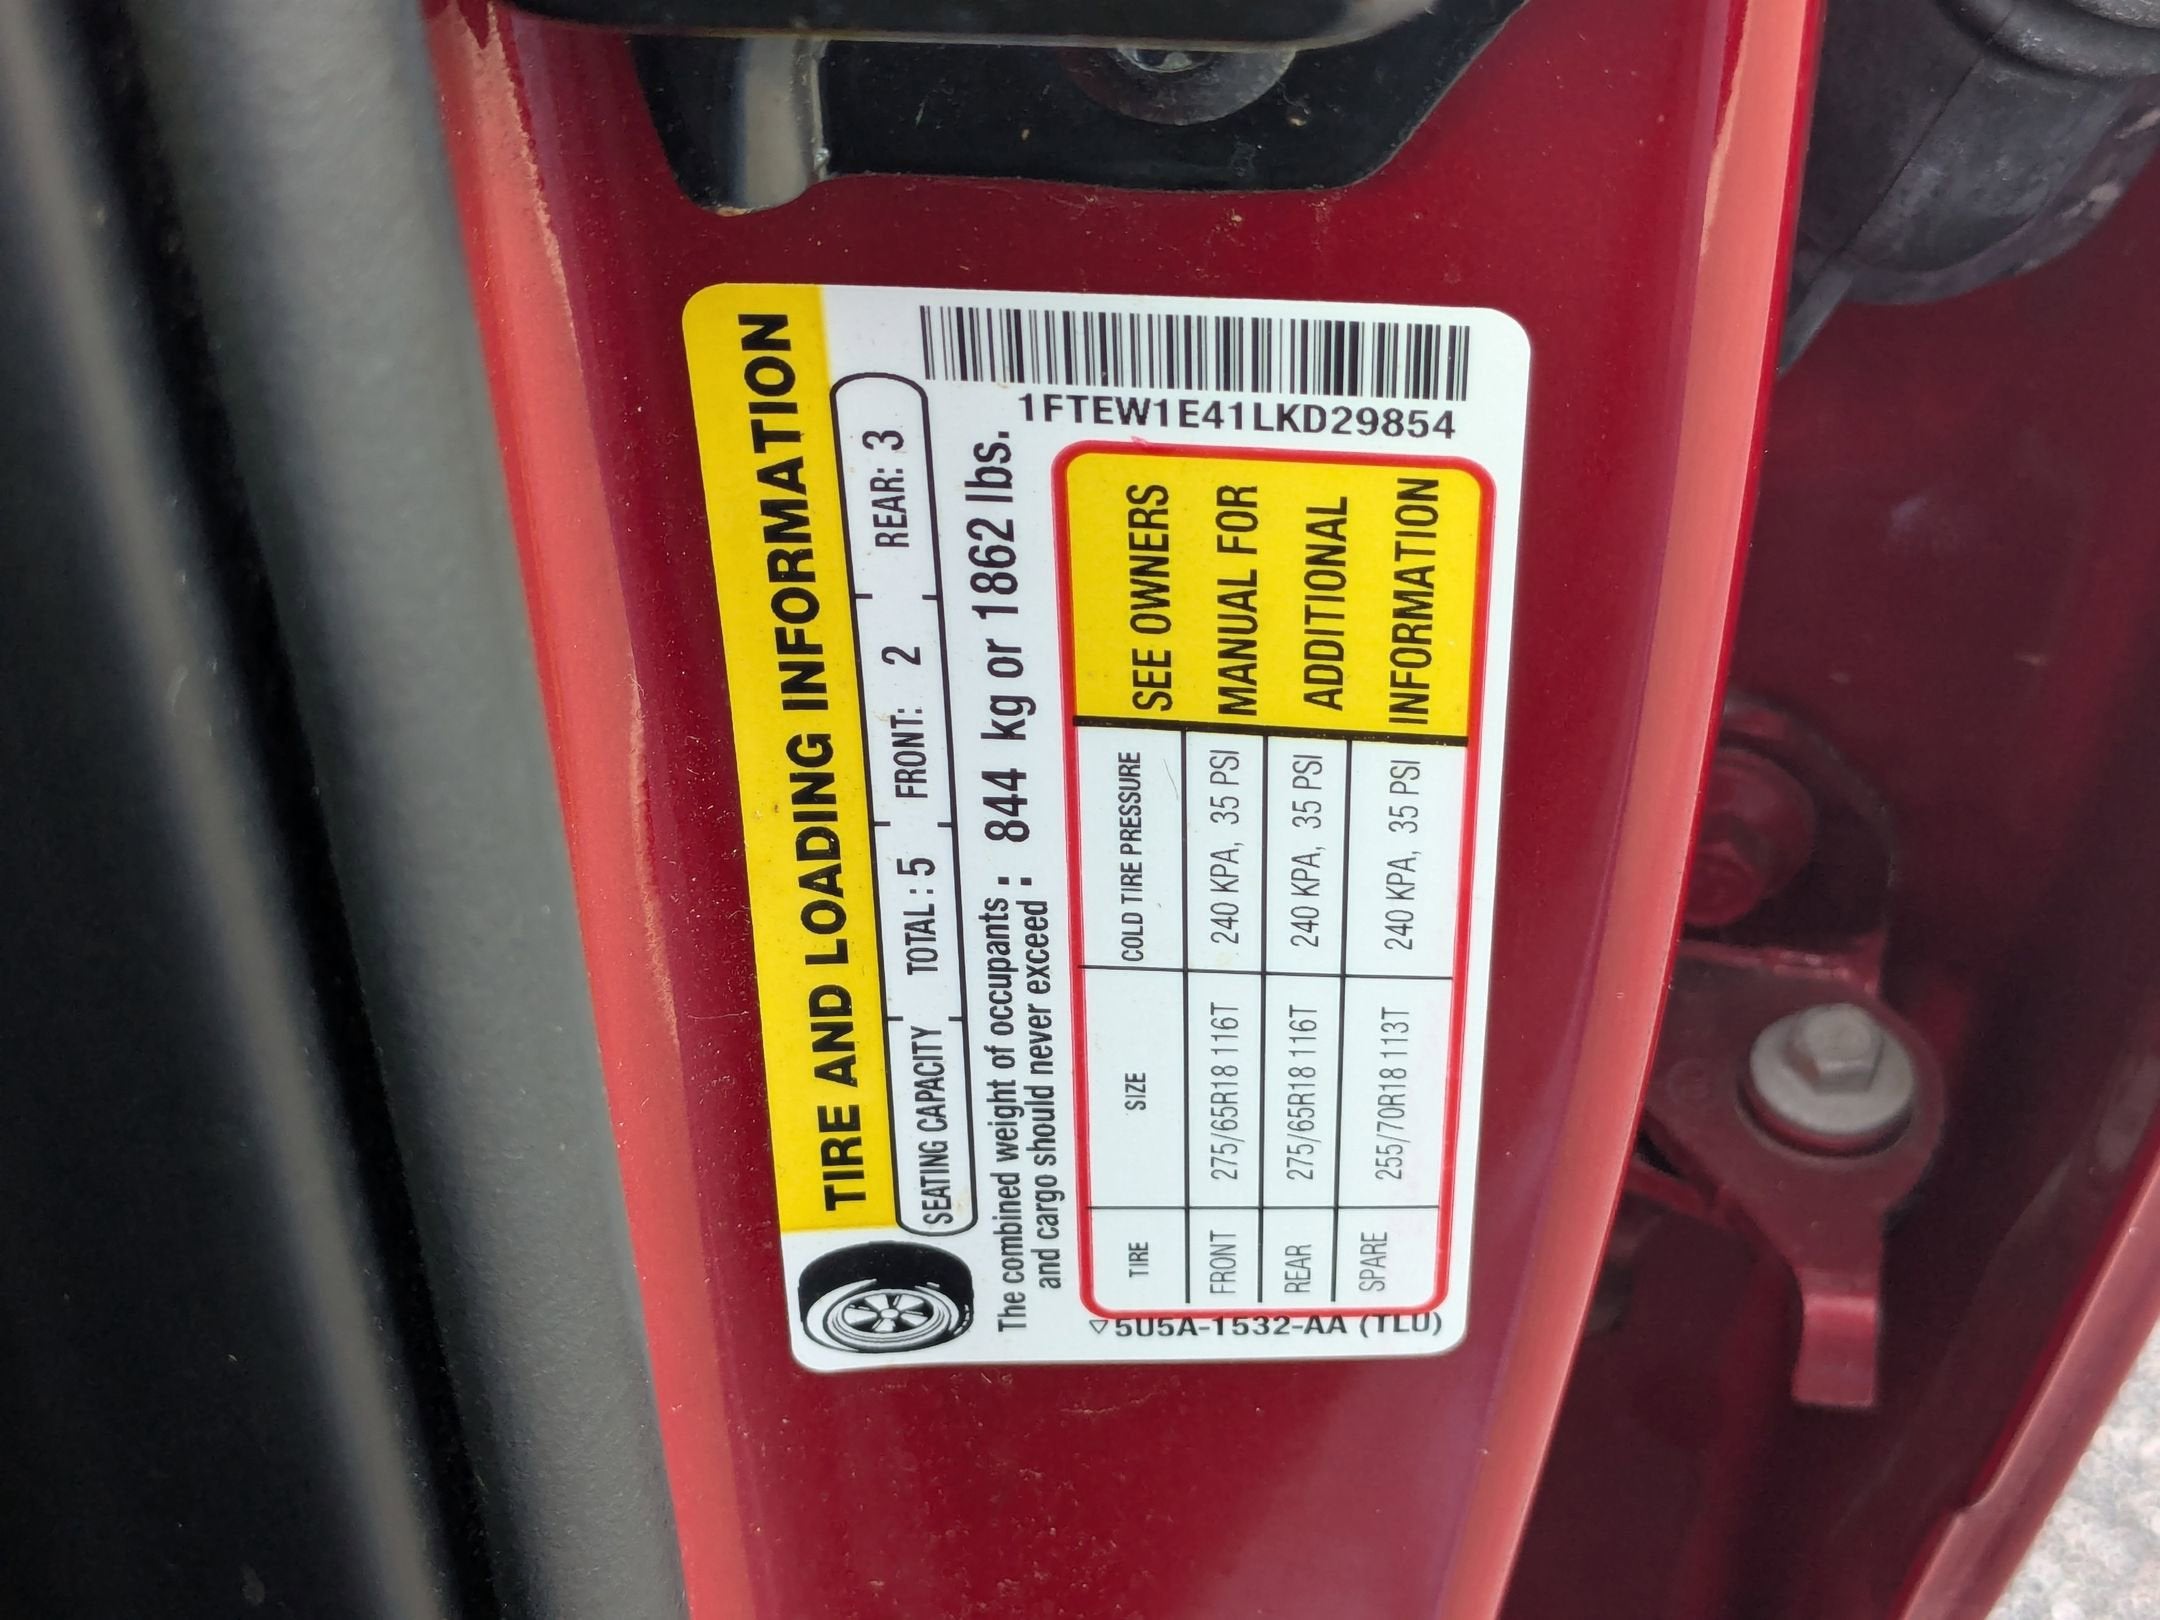 TIRE AND LOADING INFORMATION
SEATING CAPACITY TOTAL : 5 FRONT: 2 REAR: 3
The combined weight of occupants : 844 kg or 1862 lbs.
and cargo should never exceed :
1FTEW1E41LKD29854
TIRE SIZE COLD TIRE PRESSURE
FRONT 275/65R18 116T 240 KPA, 35 PSI
REAR 275/65R18 116T 240 KPA, 35 PSI
SPARE 255/70R18 113T 240 KPA, 35 PSI
SEE OWNERS
MANUAL FOR
ADDITIONAL
INFORMATION
5U5A-1532-AA (TLU)